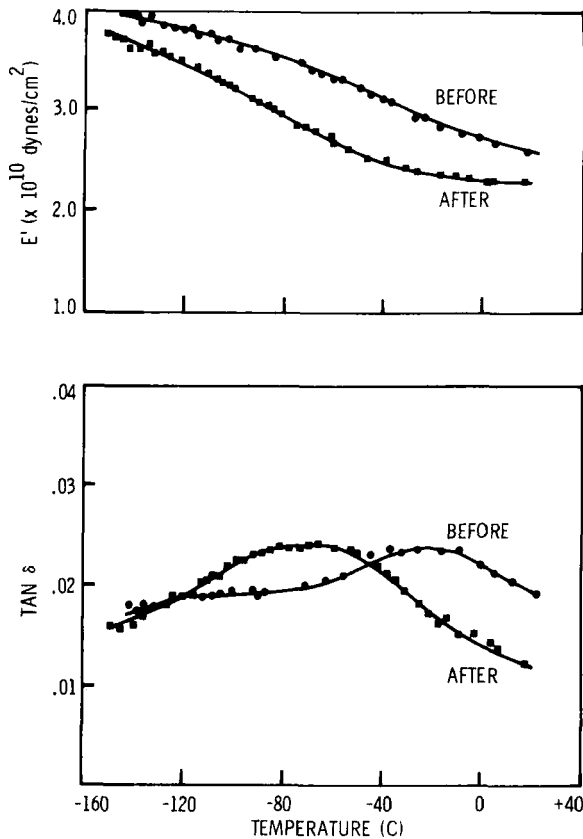 4.0
3.0
2.0
1.0
E' (x 10^10 dynes/cm^2)
BEFORE
AFTER
.04
.03
.02
.01
TAN δ
BEFORE
AFTER
-160 -120 -80 -40 0 +40
TEMPERATURE (C)